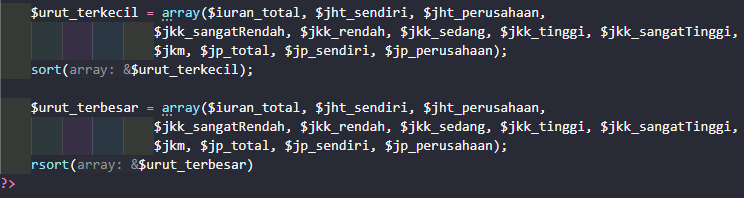 $urut_terkecil = array($iuran_total, $jht_sendiri, $jht_perusahaan,
$jkk_sangatRendah, $jkk_rendah, $jkk_sedang, $jkk_tinggi, $jkk_sangatTinggi,
$jkm, $jp_total, $jp_sendiri, $jp_perusahaan);
sort(array: &$urut_terkecil);
$urut_terbesar = array($iuran_total, $jht_sendiri, $jht_perusahaan,
$jkk_sangatRendah, $jkk_rendah, $jkk_sedang, $jkk_tinggi, $jkk_sangatTinggi,
$jkm, $jp_total, $jp_sendiri, $jp_perusahaan);
rsort(array: &$urut_terbesar)
?>